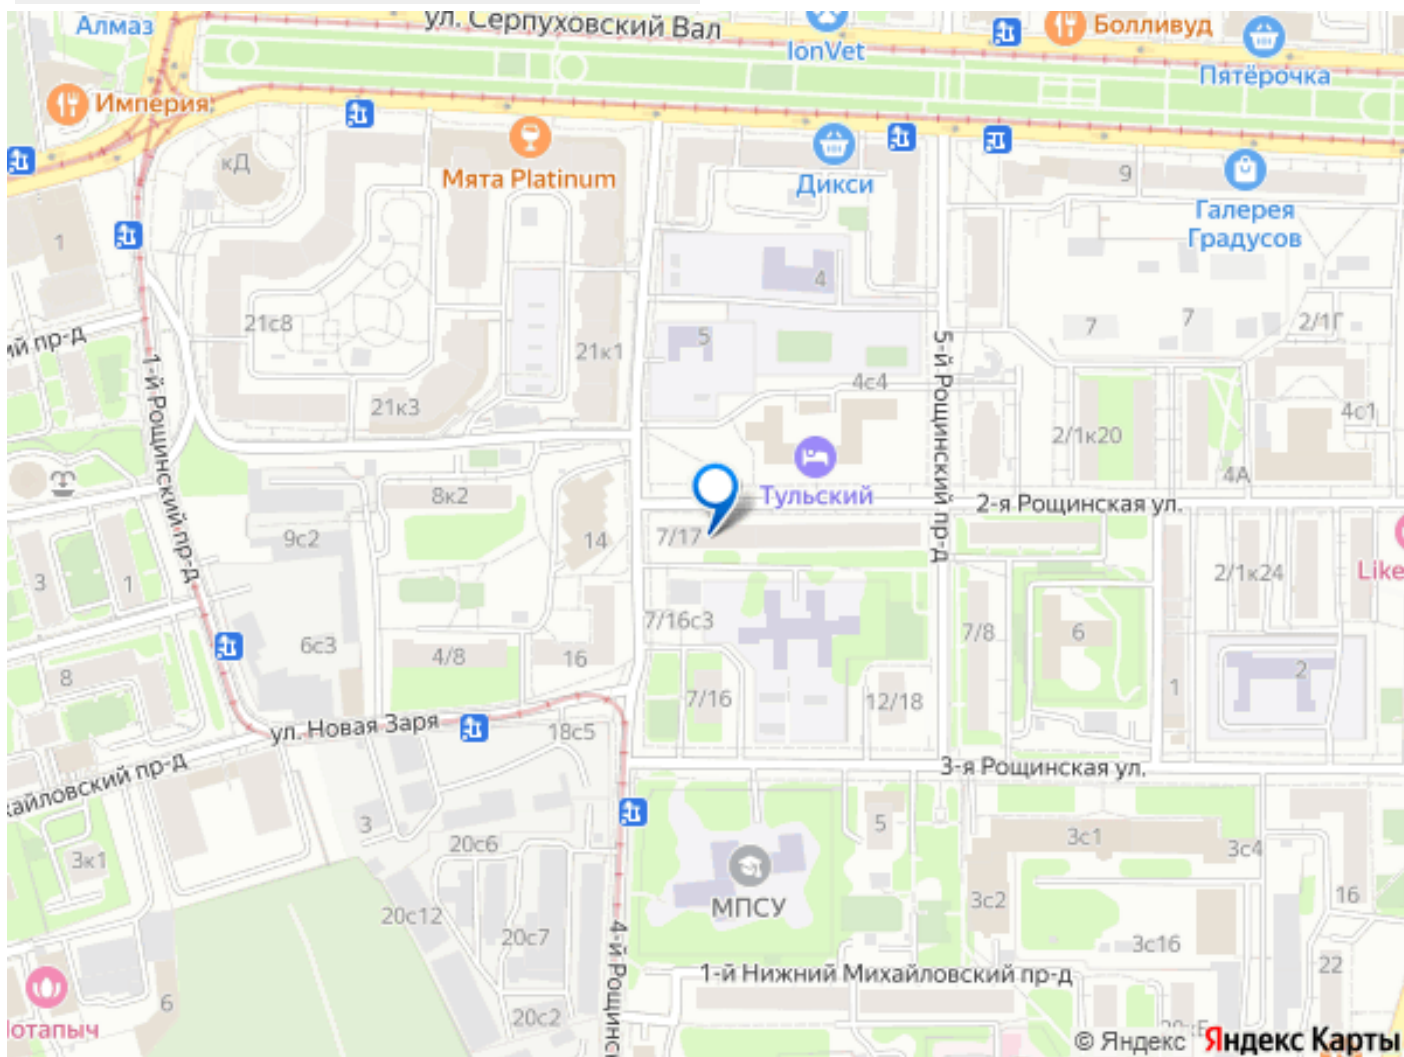 Алмаз
ул. Серпуховский Вал
IonVet
Болливуд
Пятёрочка
Империя
кД
Мята Platinum
Дикси
9
Галерея
Градусов
1
4
21с8
5
21к1
7
7
2/1Г
ий пр-д
1-й Рощинский пр-д
5-й Рощинский пр-д
21к3
4с4
2/1к20
4с1
4А
8к2
Тульский
2-я Рощинская ул.
9с2
14
7/17
3
1
2/1к24
Like
6с3
7/16с3
7/8
6
8
4/8
16
7/16
12/18
1
2
ул. Новая Заря
18с5
хайловский пр-д
3-я Рощинская ул.
3
5
3к1
20с6
3с1
3с4
МПСУ
20с12
3с2
16
20с7
3с16
4-й Рощинс
1-й Нижний Михайловский пр-д
22
6
Потапыч
20с2
© Яндекс Яндекс Карты